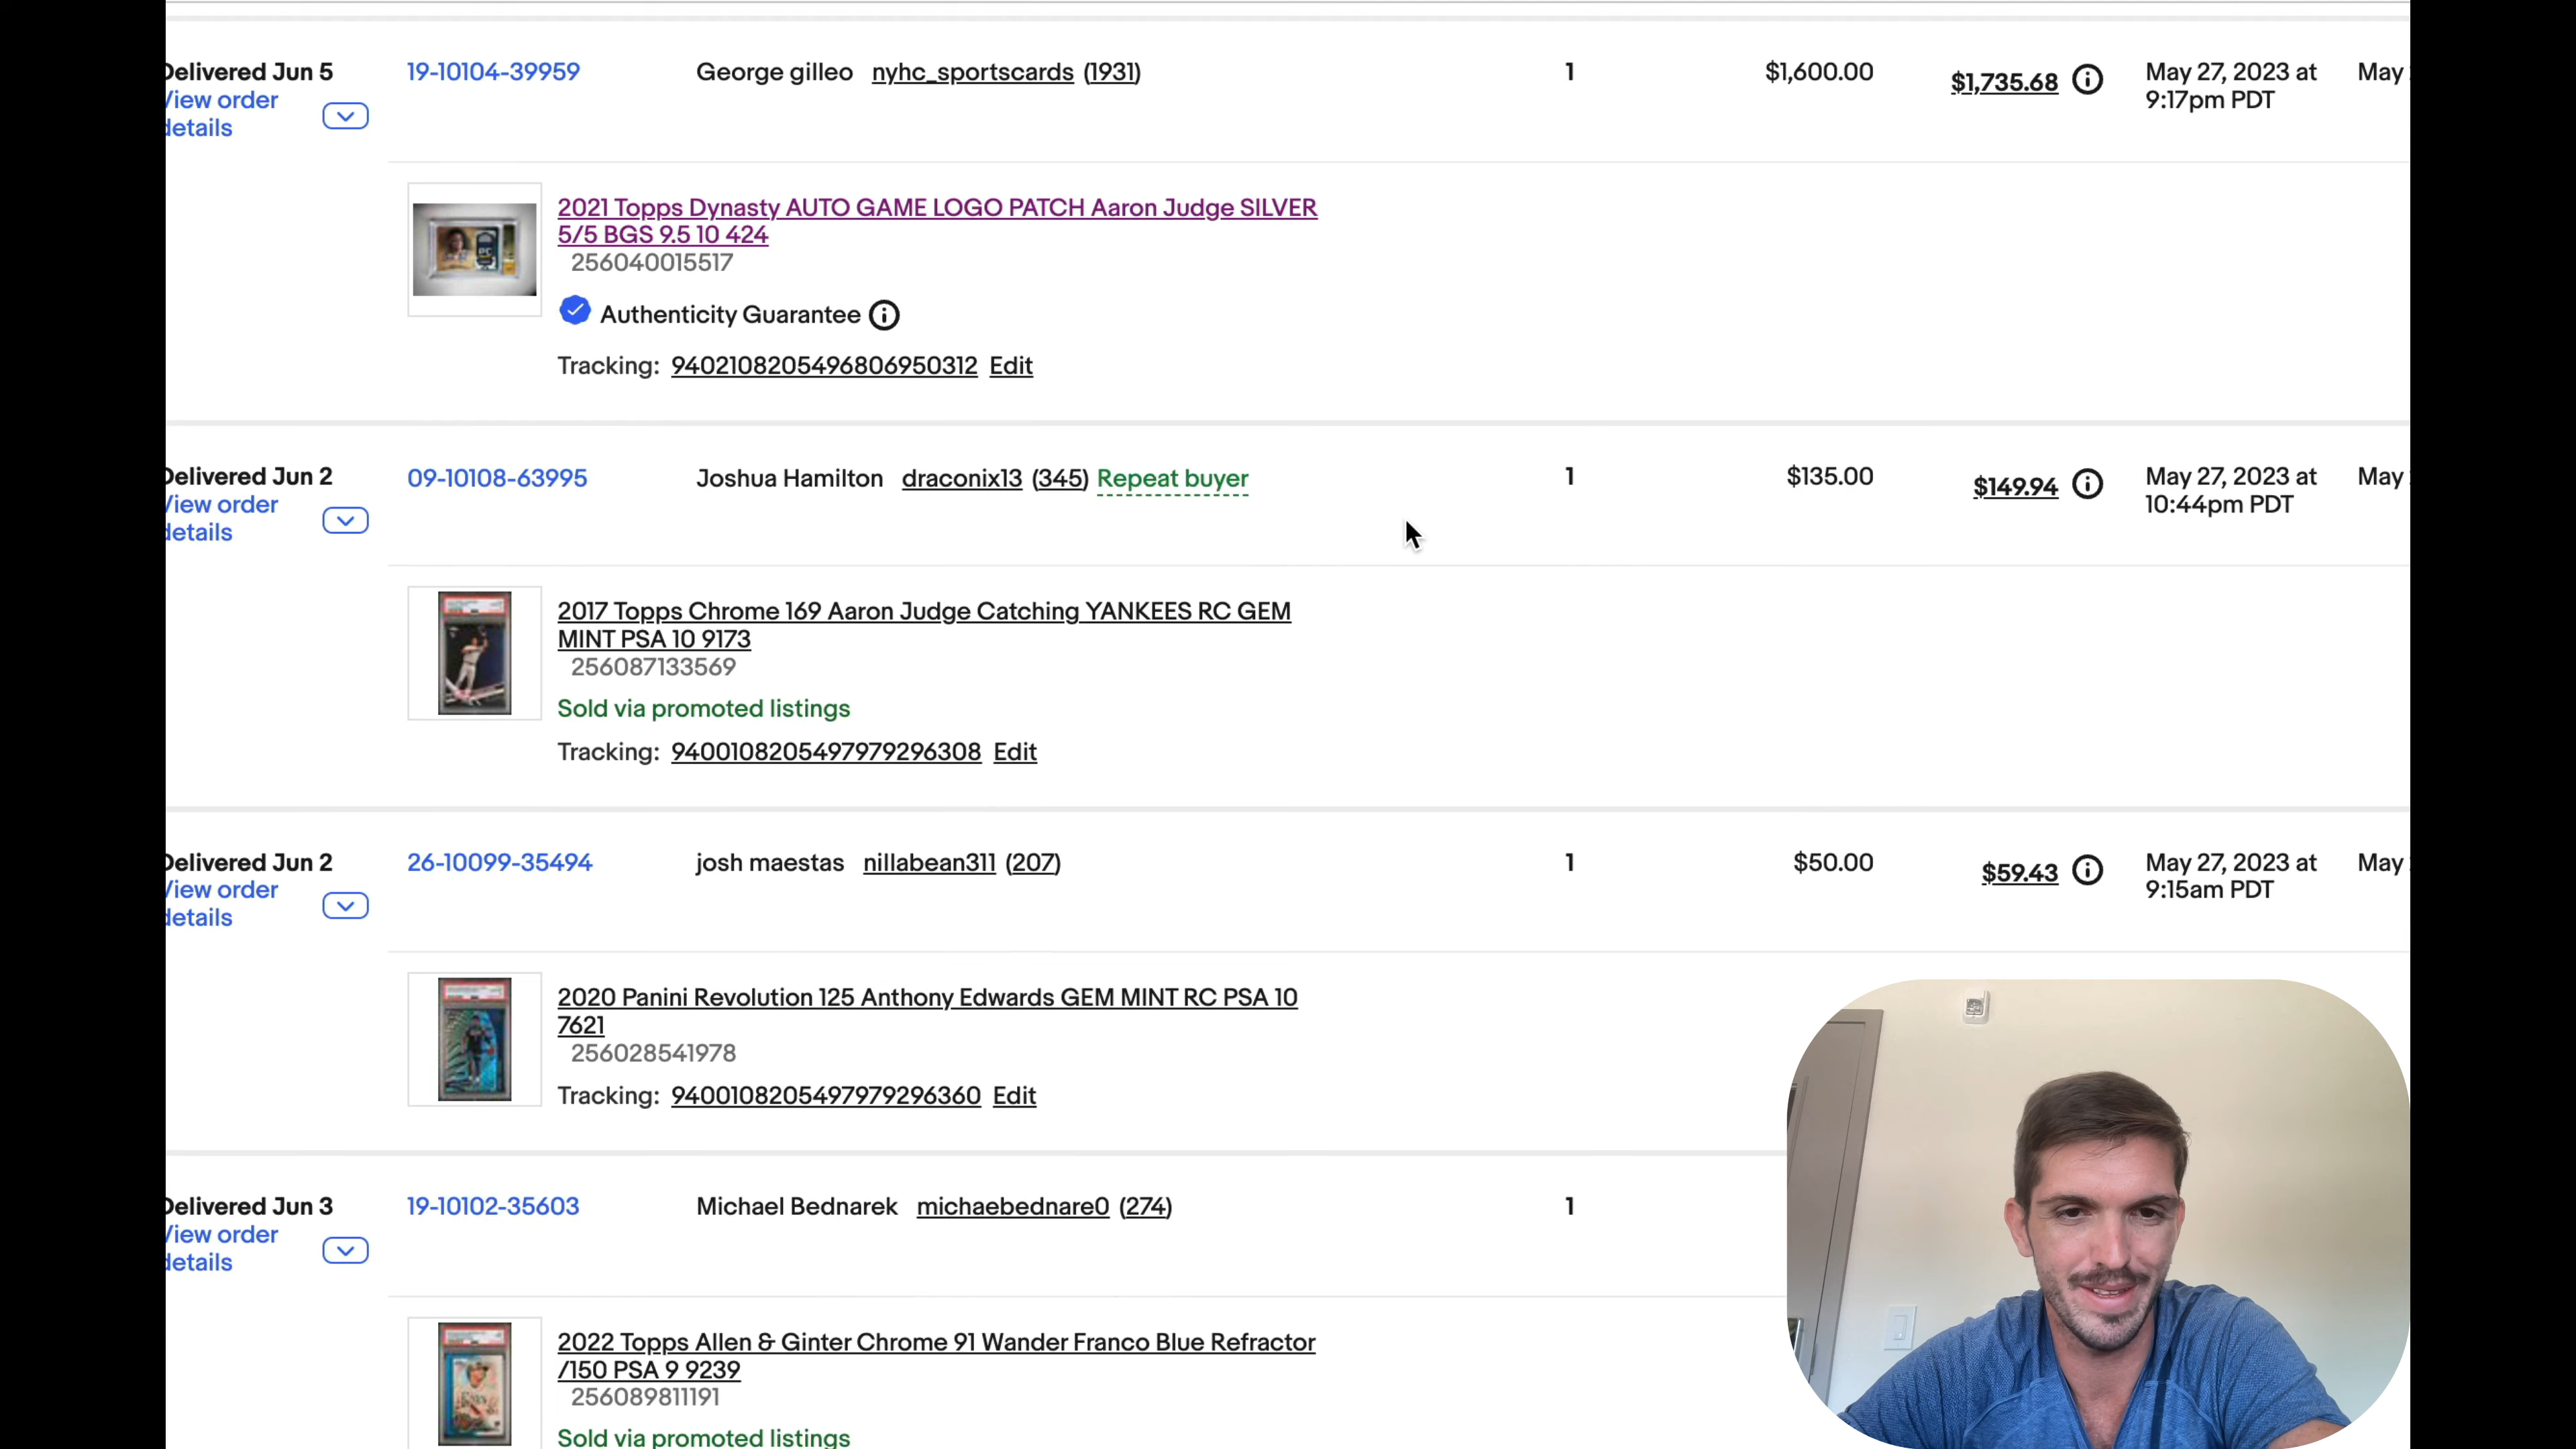 Delivered Jun 5 19-10104-39959 George gilleo nyhc_sportscards (1931) 1 $1,600.00 $1,735.68 May 27, 2023 at May
View order 9:17pm PDT
details
2021 Topps Dynasty AUTO GAME LOGO PATCH Aaron Judge SILVER
5/5 BGS 9.5 10 424
256040015517
Authenticity Guarantee
Tracking: 9402108205496806950312 Edit
Delivered Jun 2 09-10108-63995 Joshua Hamilton draconix13 (345) Repeat buyer 1 $135.00 $149.94 May 27, 2023 at May
View order 10:44pm PDT
details
2017 Topps Chrome 169 Aaron Judge Catching YANKEES RC GEM
MINT PSA 10 9173
256087133569
Sold via promoted listings
Tracking: 9400108205497979296308 Edit
Delivered Jun 2 26-10099-35494 josh maestas nillabean311 (207) 1 $50.00 $59.43 May 27, 2023 at May
View order 9:15am PDT
details
2020 Panini Revolution 125 Anthony Edwards GEM MINT RC PSA 10
7621
256028541978
Tracking: 9400108205497979296360 Edit
Delivered Jun 3 19-10102-35603 Michael Bednarek michaebednare0 (274) 1
View order
details
2022 Topps Allen & Ginter Chrome 91 Wander Franco Blue Refractor
/150 PSA 9 9239
256089811191
Sold via promoted listings